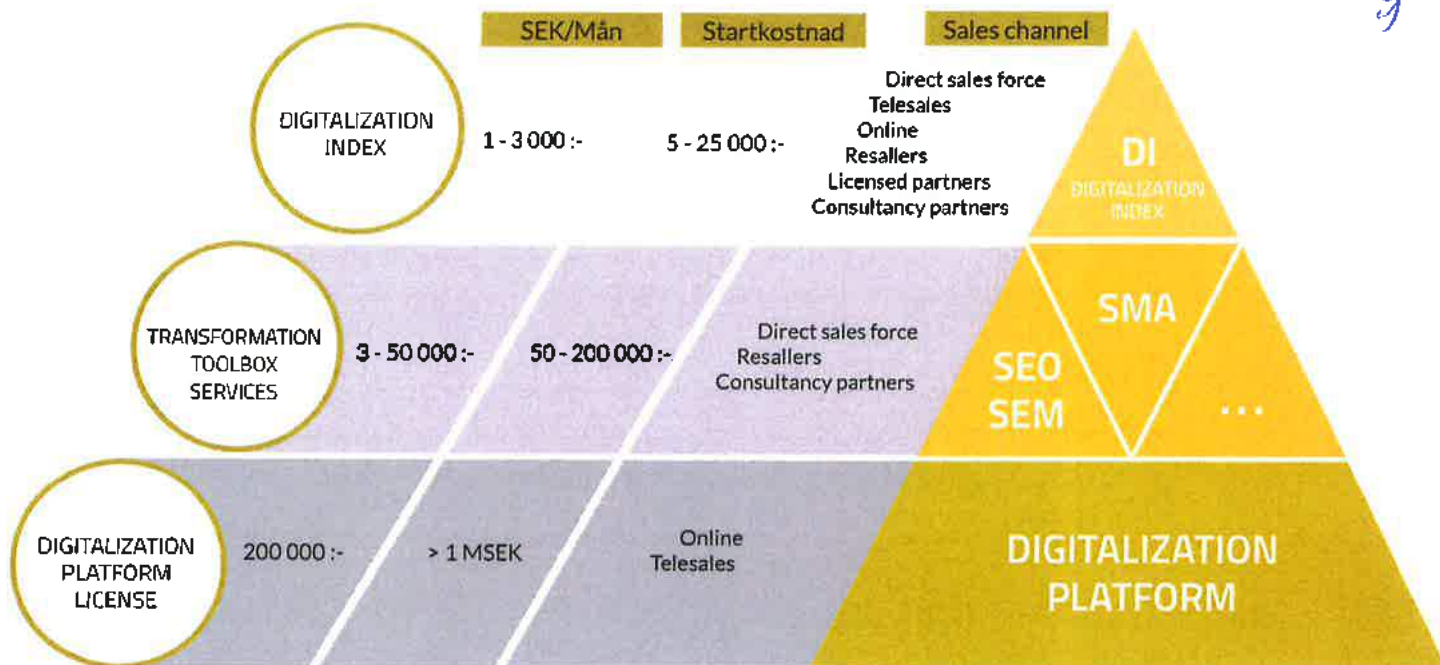 SEK/Mån
Startkostnad
Sales channel
DIGITALIZATION
INDEX
1 - 3 000 :-
5 - 25 000 :-
Direct sales force
Telesales
Online
Resallers
Licensed partners
Consultancy partners
DI
DIGITALIZATION
INDEX
TRANSFORMATION
TOOLBOX
SERVICES
3 - 50 000 :-
50 - 200 000 :-
Direct sales force
Resallers
Consultancy partners
SEO
SEM
SMA
...
DIGITALIZATION
PLATFORM
LICENSE
200 000 :-
> 1 MSEK
Online
Telesales
DIGITALIZATION
PLATFORM